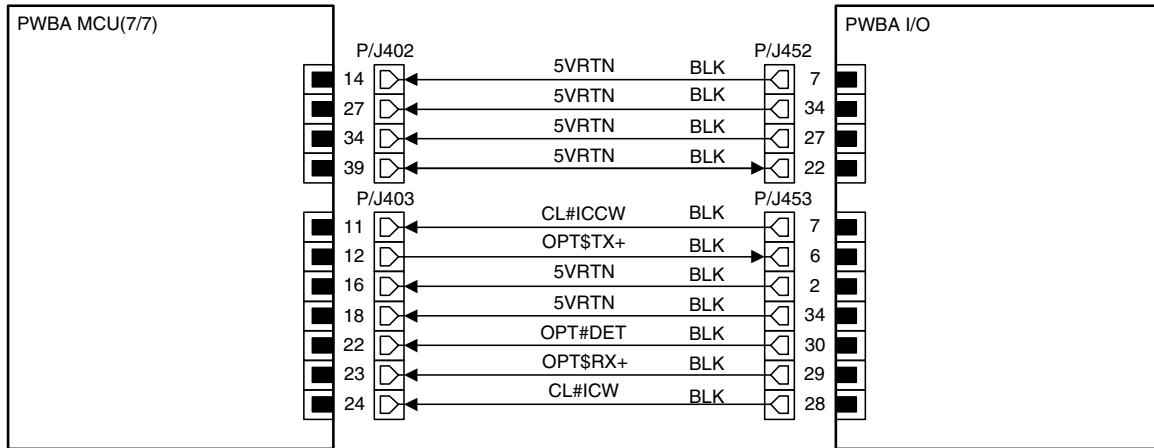 PWBA MCU(7/7) PWBA I/O
P/J402 P/J452
14 5VRTN BLK 7
27 5VRTN BLK 34
34 5VRTN BLK 27
39 5VRTN BLK 22
P/J403 P/J453
11 CL#ICCW BLK 7
12 OPT$TX+ BLK 6
16 5VRTN BLK 2
18 5VRTN BLK 34
22 OPT#DET BLK 30
23 OPT$RX+ BLK 29
24 CL#ICW BLK 28